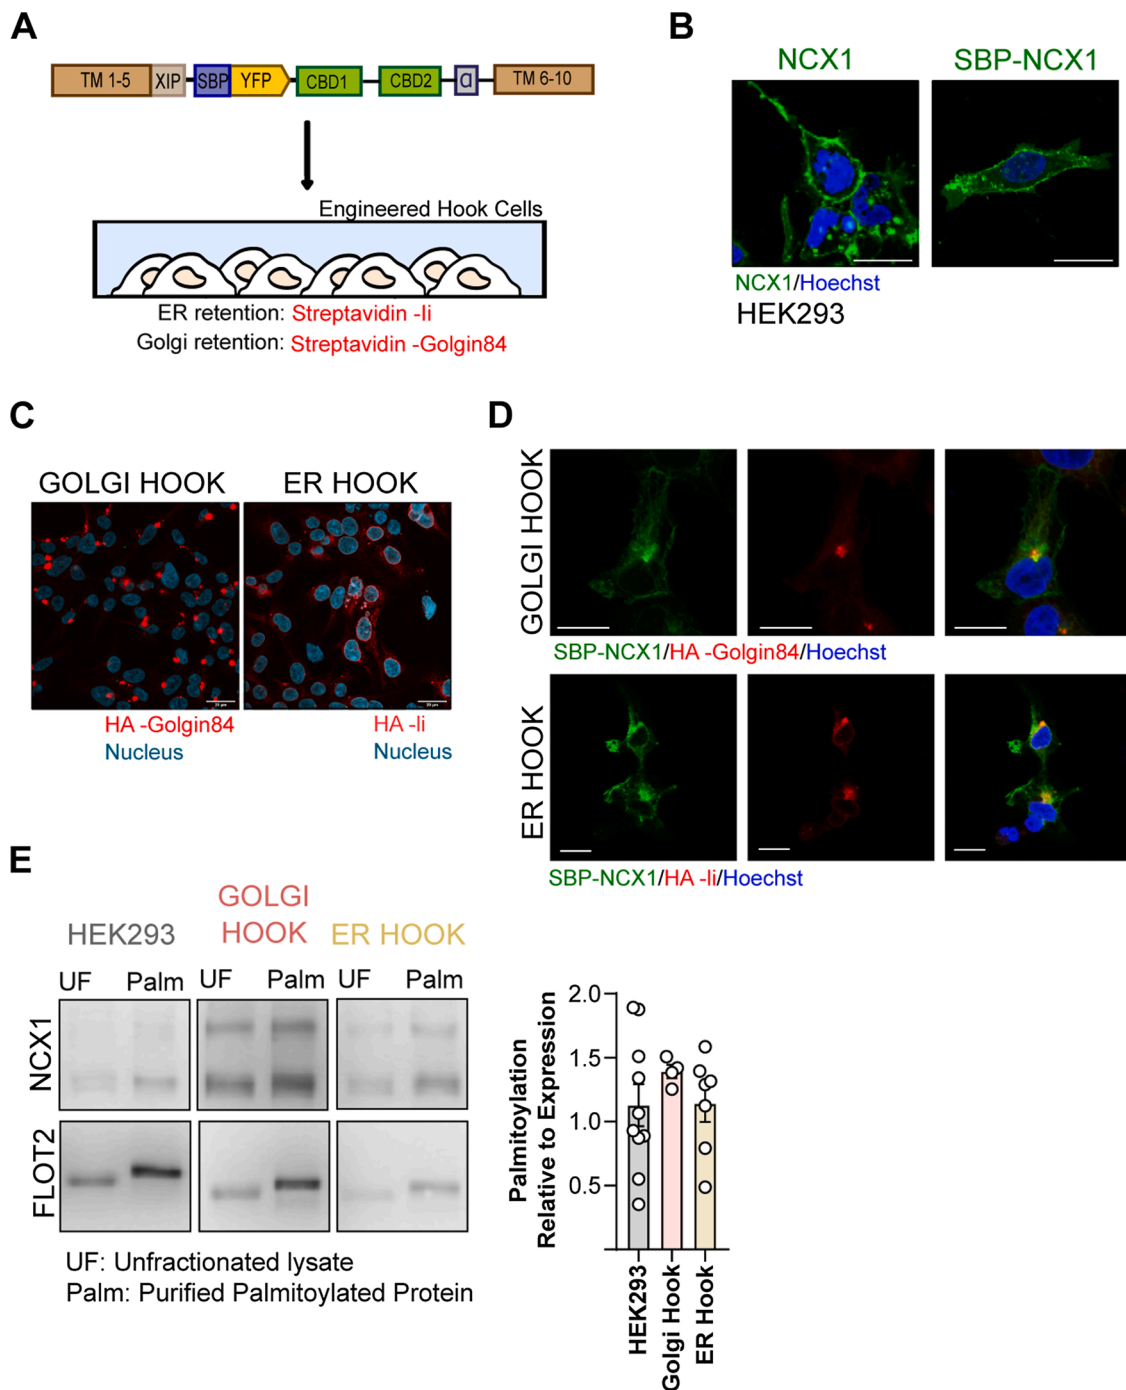 A
TM 1-5 XIP SBP YFP CBD1 CBD2 α TM 6-10
Engineered Hook Cells
ER retention: Streptavidin -Ii
Golgi retention: Streptavidin -Golgin84
B
NCX1 SBP-NCX1
NCX1/Hoechst
HEK293
C
GOLGI HOOK ER HOOK
HA -Golgin84 HA -Ii
Nucleus Nucleus
D
GOLGI HOOK
SBP-NCX1/HA -Golgin84/Hoechst
ER HOOK
SBP-NCX1/HA -Ii/Hoechst
E
HEK293 GOLGI HOOK ER HOOK
UF Palm UF Palm UF Palm
NCX1
FLOT2
UF: Unfractionated lysate
Palm: Purified Palmitoylated Protein
Palmitoylation
Relative to Expression
2.0
1.5
1.0
0.5
HEK293
Golgi Hook
ER Hook